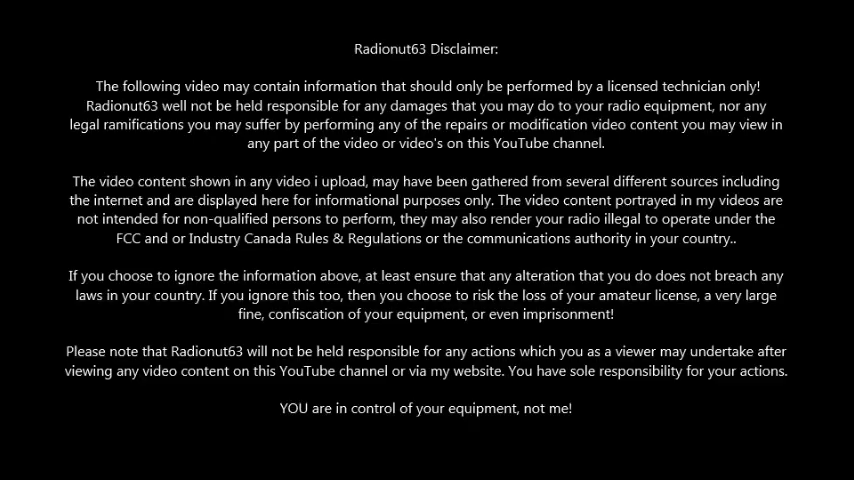 Radionut63 Disclaimer:
The following video may contain information that should only be performed by a licensed technician only!
Radionut63 well not be held responsible for any damages that you may do to your radio equipment, nor any
legal ramifications you may suffer by performing any of the repairs or modification video content you may view in
any part of the video or video's on this YouTube channel.
The video content shown in any video i upload, may have been gathered from several different sources including
the internet and are displayed here for informational purposes only. The video content portrayed in my videos are
not intended for non-qualified persons to perform, they may also render your radio illegal to operate under the
FCC and or Industry Canada Rules & Regulations or the communications authority in your country..
If you choose to ignore the information above, at least ensure that any alteration that you do does not breach any
laws in your country. If you ignore this too, then you choose to risk the loss of your amateur license, a very large
fine, confiscation of your equipment, or even imprisonment!
Please note that Radionut63 will not be held responsible for any actions which you as a viewer may undertake after
viewing any video content on this YouTube channel or via my website. You have sole responsibility for your actions.
YOU are in control of your equipment, not me!